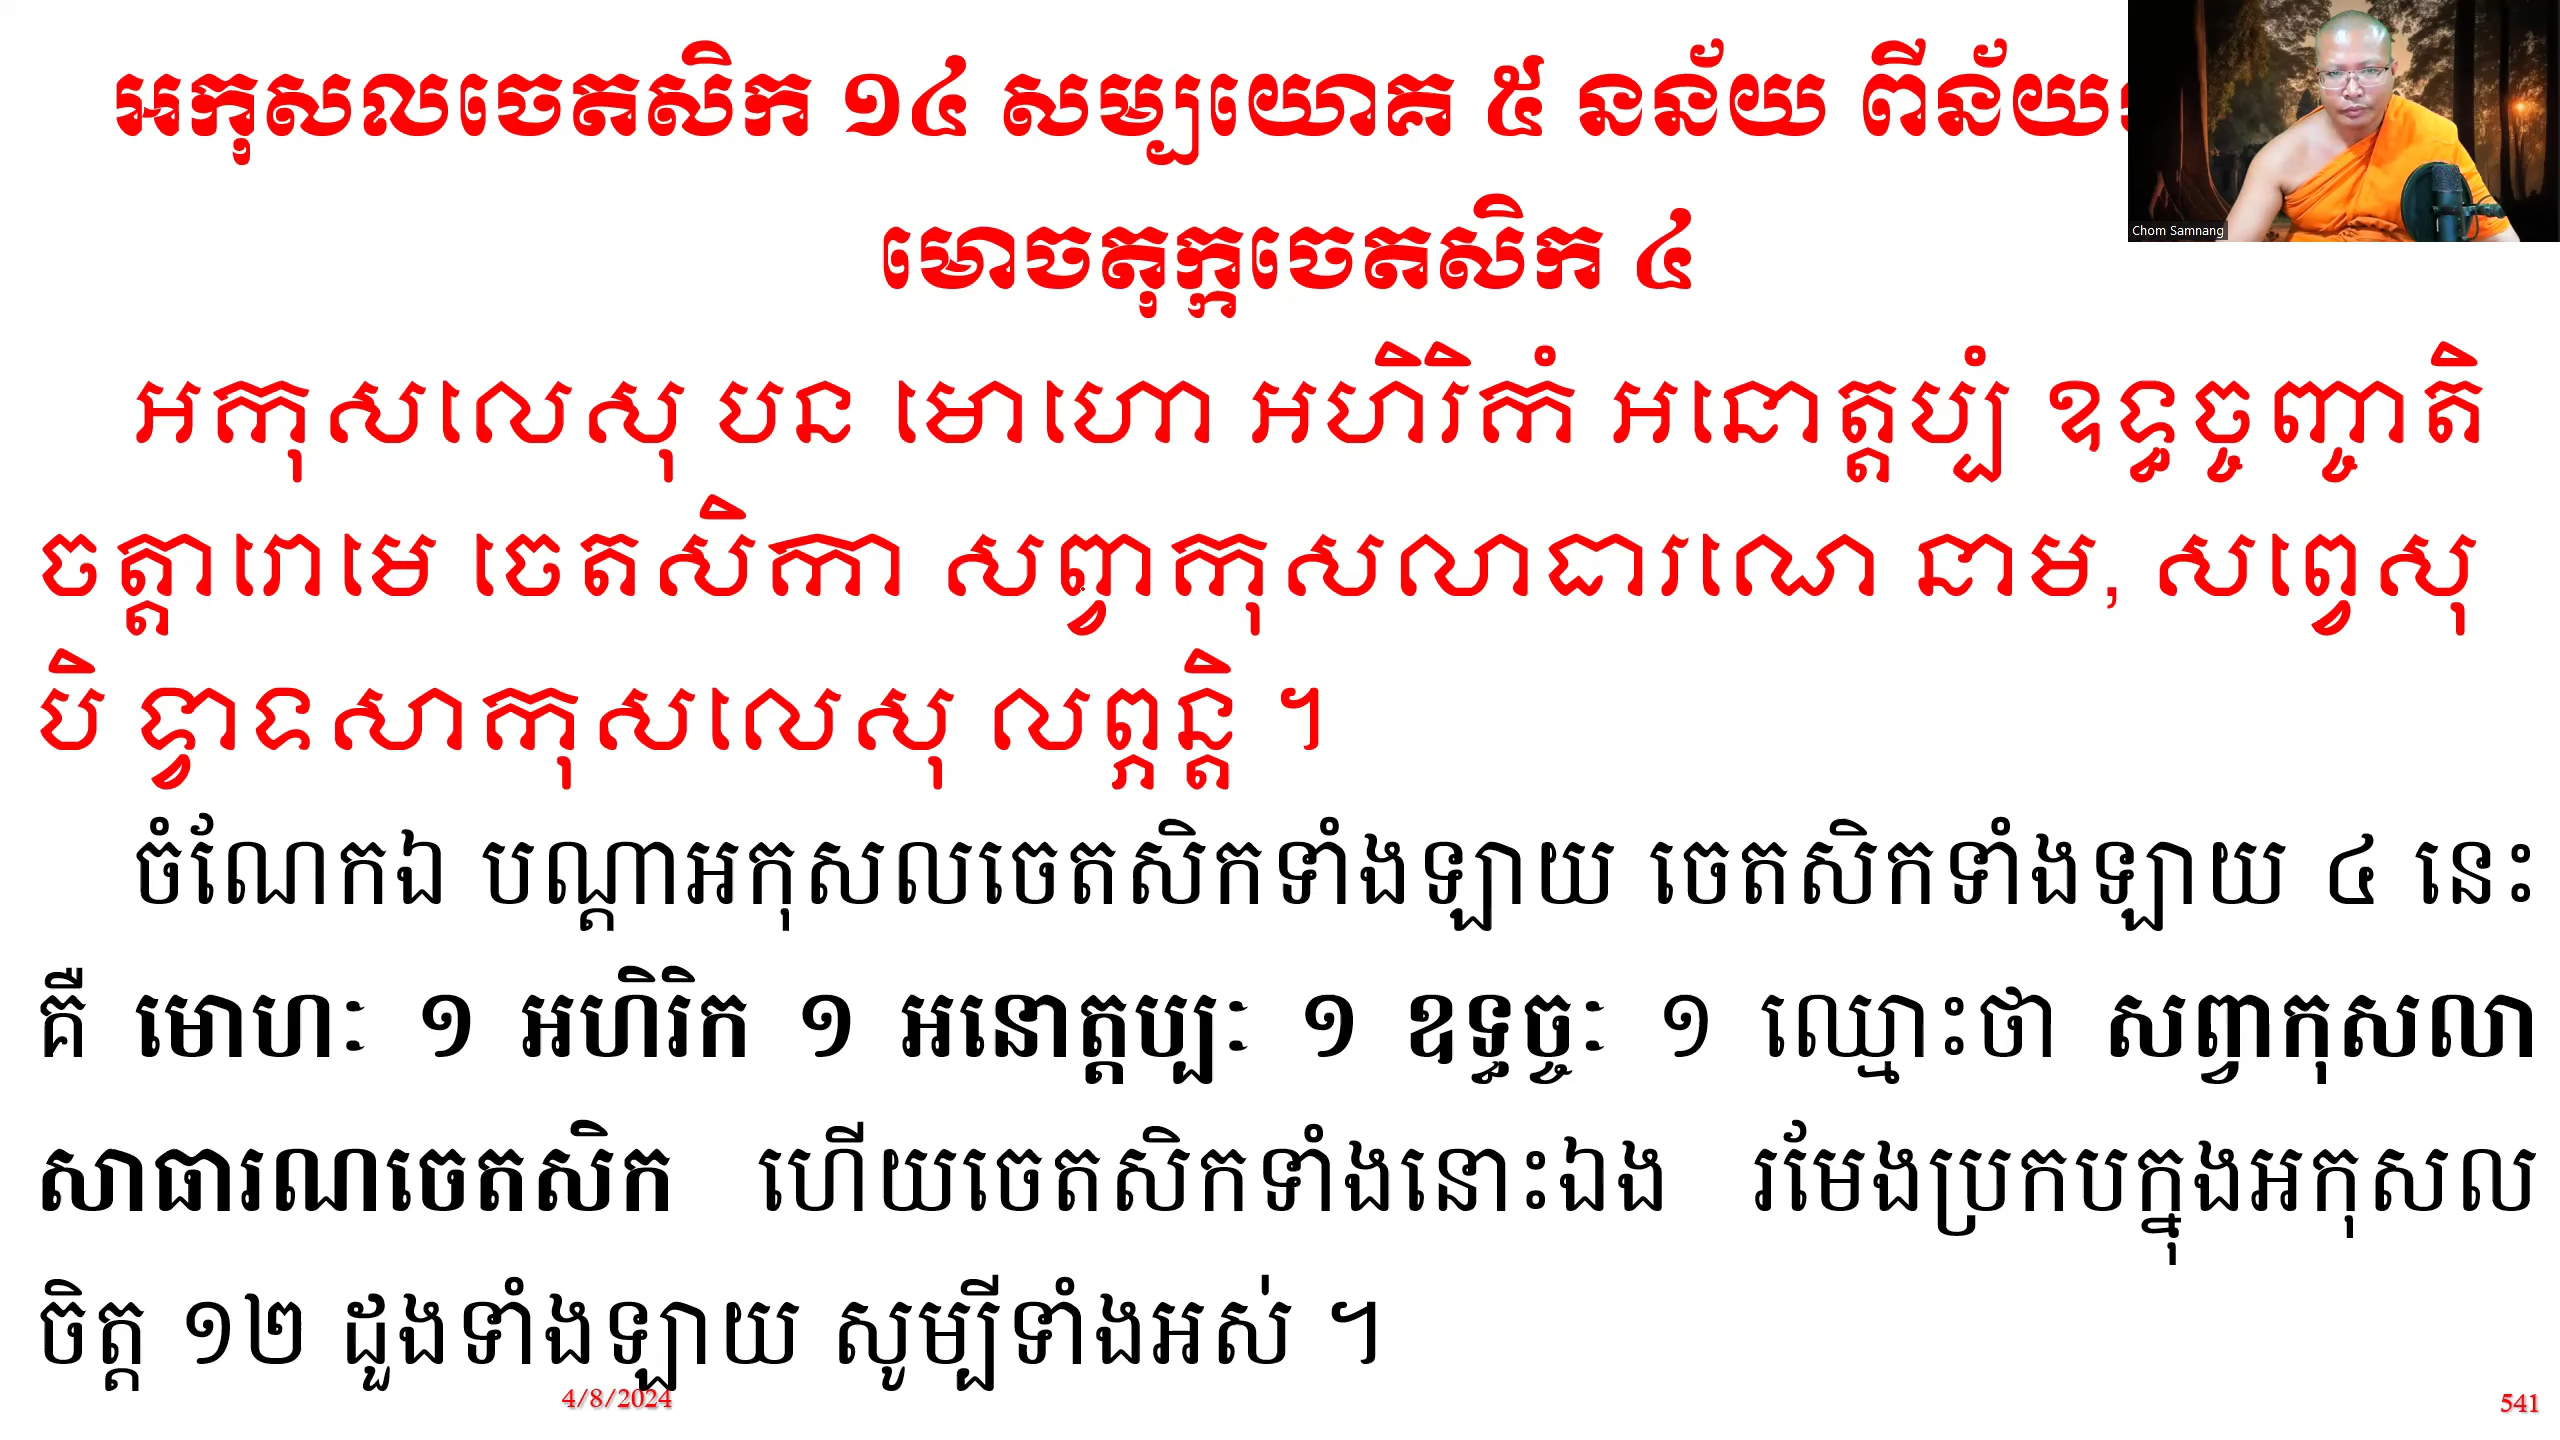 អកុសលចេតសិក ១៤ សម្បយោគ ៥ នន័យ ពីន័យ
Chom Samnang
មោចតុក្កចេតសិក ៤
អកុសលេសុ បន មោហោ អហិរិកំ អនោត្តប្បំ ឧទ្ធច្ចញ្ចាតិ
ចត្តារោមេ ចេតសិកា សព្វាកុសលាធារណេ នាម, សព្វេសុ
បិ ទ្វាទសាកុសលេសុ លព្ភន្តិ ។
ចំណែកឯ បណ្តាអកុសលចេតសិកទាំងឡាយ ចេតសិកទាំងឡាយ ៤ នេះ
គឺ មោហៈ ១ អហិរិក ១ អនោត្តប្បៈ ១ ឧទ្ធច្ចៈ ១ ឈ្មោះថា សព្វាកុសលា
សាធារណចេតសិក ហើយចេតសិកទាំងនោះឯង រមែងប្រកបក្នុងអកុសល
ចិត្ត ១២ ដួងទាំងឡាយ សូម្បីទាំងអស់ ។
4/8/2024
541